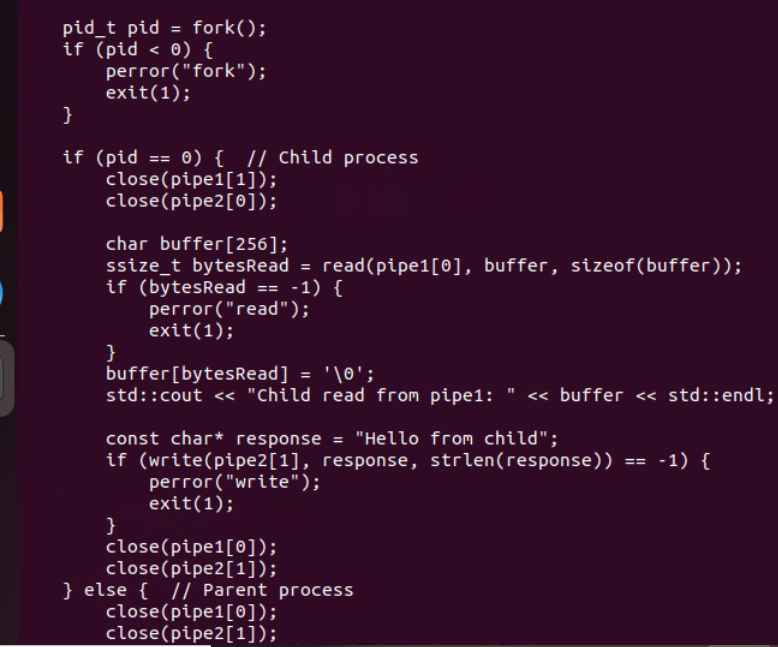 pid_t pid = fork();
if (pid < 0) {
    perror("fork");
    exit(1);
}

if (pid == 0) {  // Child process
    close(pipe1[1]);
    close(pipe2[0]);

    char buffer[256];
    ssize_t bytesRead = read(pipe1[0], buffer, sizeof(buffer));
    if (bytesRead == -1) {
        perror("read");
        exit(1);
    }
    buffer[bytesRead] = '\0';
    std::cout << "Child read from pipe1: " << buffer << std::endl;

    const char* response = "Hello from child";
    if (write(pipe2[1], response, strlen(response)) == -1) {
        perror("write");
        exit(1);
    }
    close(pipe1[0]);
    close(pipe2[1]);
} else {  // Parent process
    close(pipe1[0]);
    close(pipe2[1]);